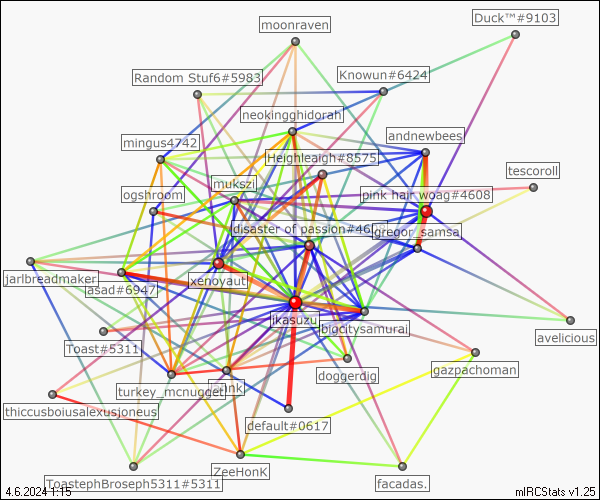 Duck™#9103
moonraven
Random Stuf6#5983
Knowun#6424
neokingghidorah
andnewbees
mingus4742
Heighleaigh#8575
tescoroll
mukszi
ogshroom
pink hair woag#4608
disaster of passion#46
gregor_samsa
jarlbreadmaker
xenoyaut
asad#6947
ikasuzu
bigcitysamurai
avelicious
Toast#5311
doggerdig
gazpachoman
turkey_mcnugget
thiccusboiusalexusjoneus
default#0617
ToastephBroseph5311#5311
ZeeHonK
facadas.
4.6.2024 1:15
mIRCStats v1.25